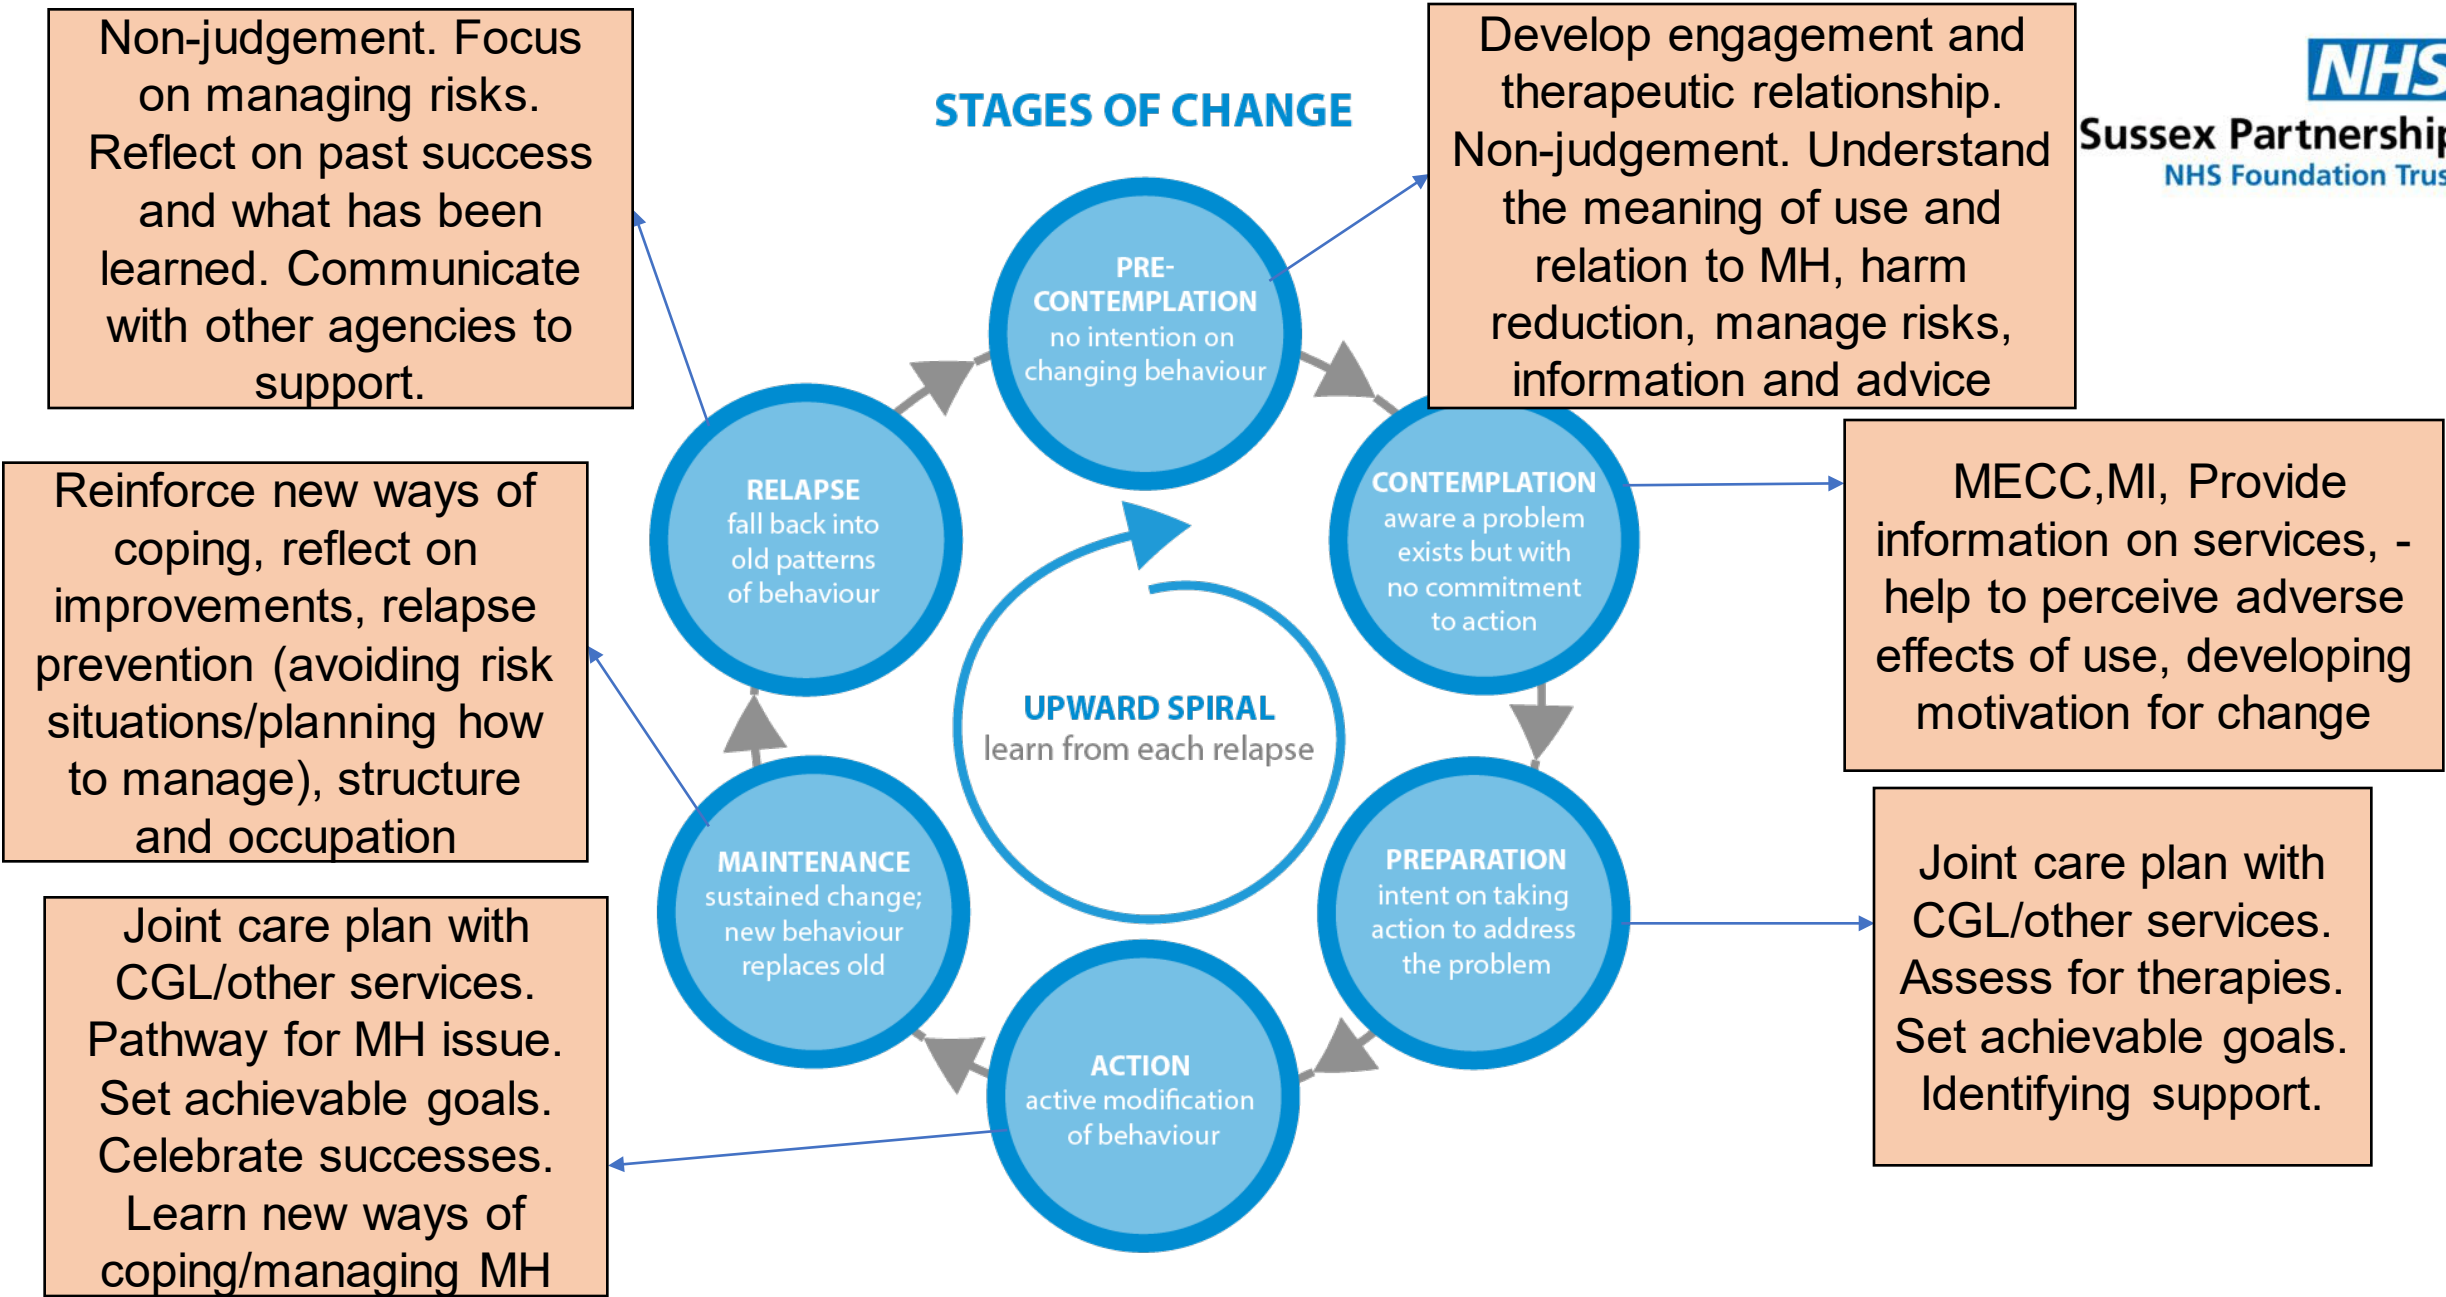 Non-judgement. Focus
on managing risks.
Reflect on past success
and what has been
learned. Communicate
with other agencies to
support.
STAGES OF CHANGE
Develop engagement and
therapeutic relationship.
Non-judgement. Understand
the meaning of use and
relation to MH, harm
reduction, manage risks,
information and advice
NHS
Sussex Partnership
NHS Foundation Trus
PRE-
CONTEMPLATION
no intention on
changing behaviour
RELAPSE
fall back into
old patterns
of behaviour
CONTEMPLATION
aware a problem
exists but with
no commitment
to action
MECC,MI, Provide
information on services, -
help to perceive adverse
effects of use, developing
motivation for change
Reinforce new ways of
coping, reflect on
improvements, relapse
prevention (avoiding risk
situations/planning how
to manage), structure
and occupation
UPWARD SPIRAL
learn from each relapse
MAINTENANCE
sustained change;
new behaviour
replaces old
PREPARATION
intent on taking
action to address
the problem
Joint care plan with
CGL/other services.
Assess for therapies.
Set achievable goals.
Identifying support.
Joint care plan with
CGL/other services.
Pathway for MH issue.
Set achievable goals.
Celebrate successes.
Learn new ways of
coping/managing MH
ACTION
active modification
of behaviour